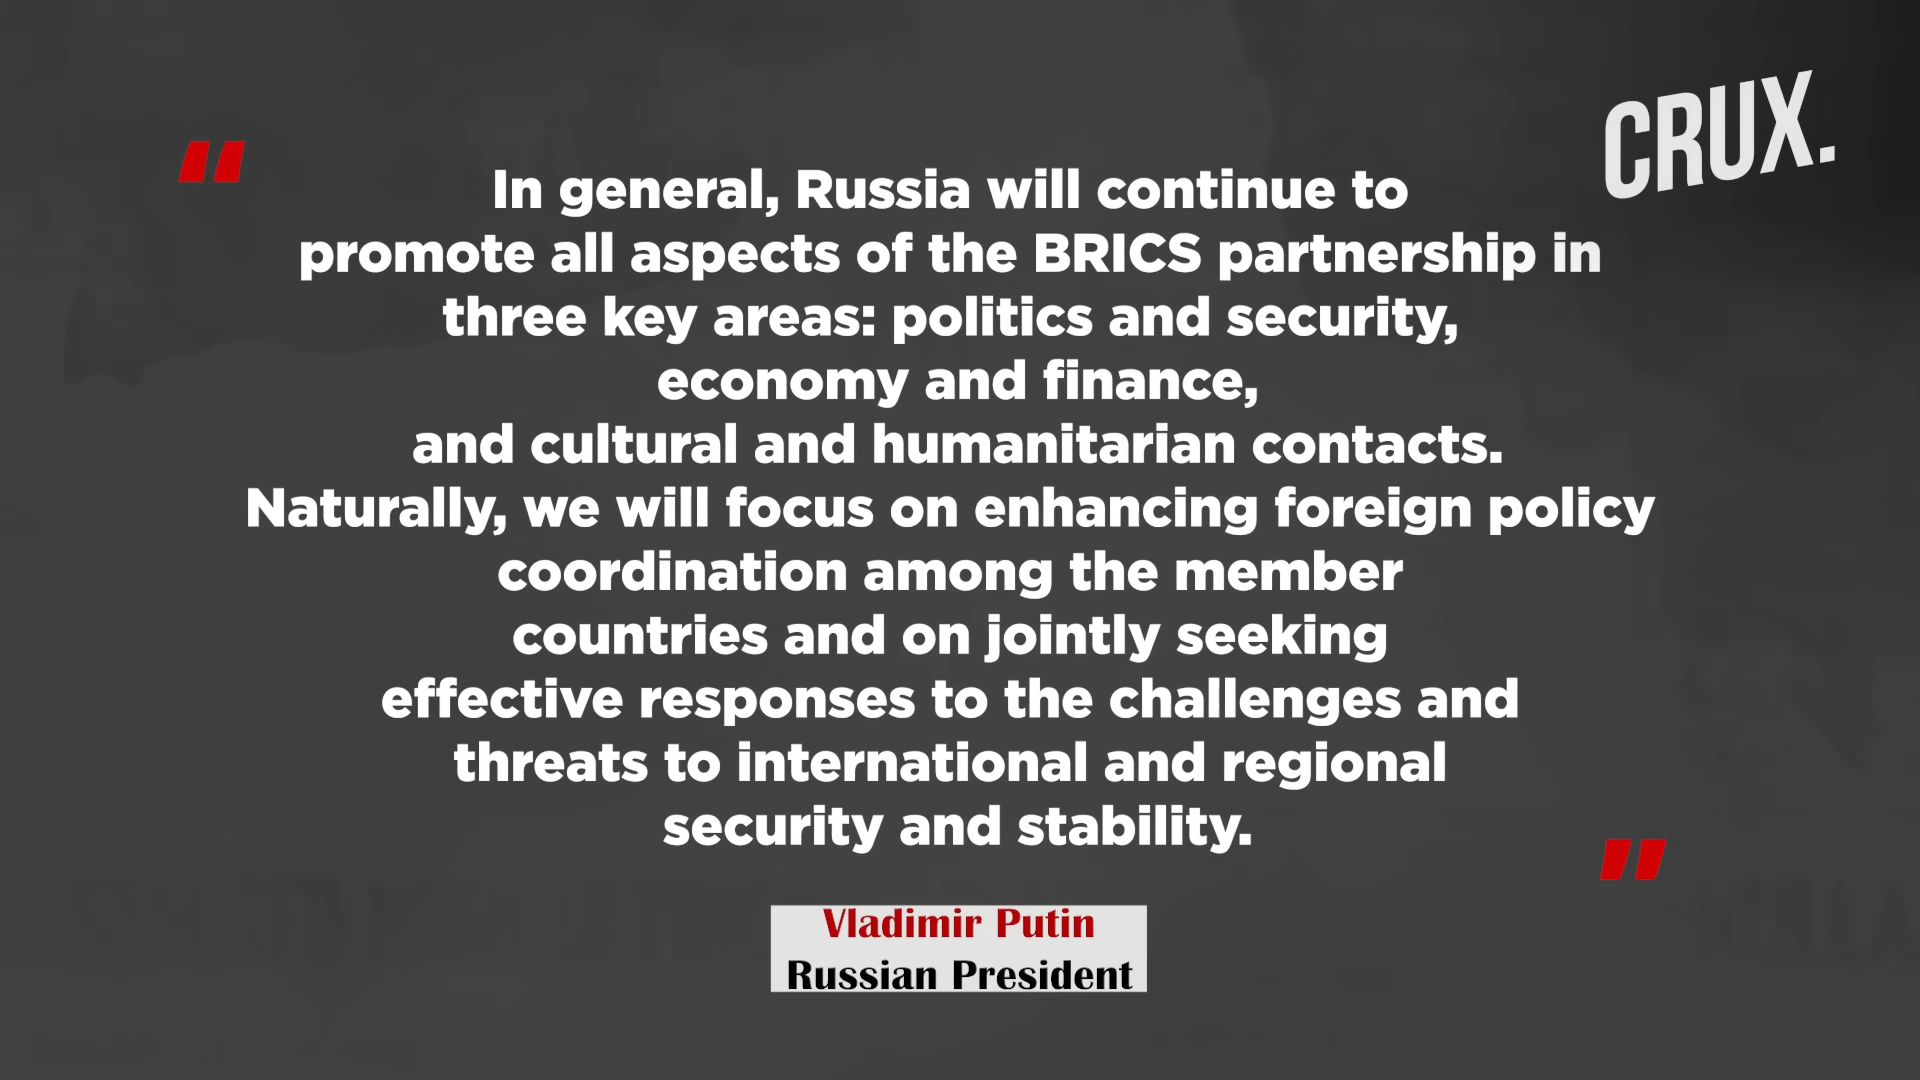 CRUX.
“
In general, Russia will continue to
promote all aspects of the BRICS partnership in
three key areas: politics and security,
economy and finance,
and cultural and humanitarian contacts.
Naturally, we will focus on enhancing foreign policy
coordination among the member
countries and on jointly seeking
effective responses to the challenges and
threats to international and regional
security and stability.
”
Vladimir Putin
Russian President